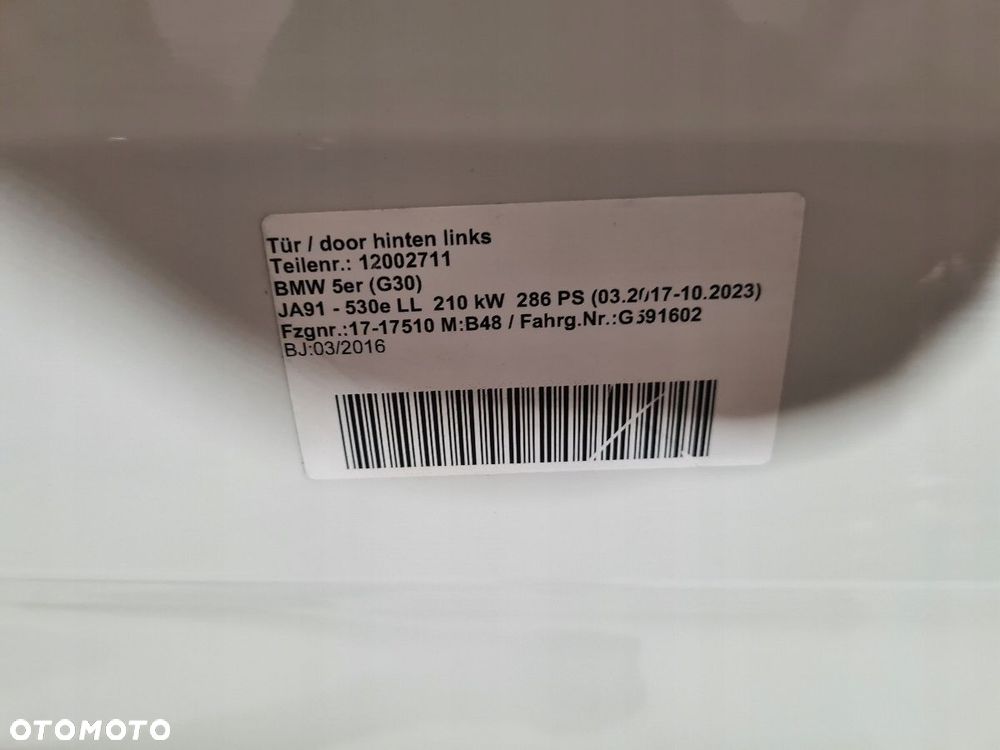 Tür / door hinten links
Teilenr.: 12002711
BMW 5er (G30)
JA91 - 530e LL 210 kW 286 PS (03.2017-10.2023)
Fzgnr.:17-17510 M:B48 / Fahrg.Nr.:G591602
BJ:03/2016
OTOMOTO